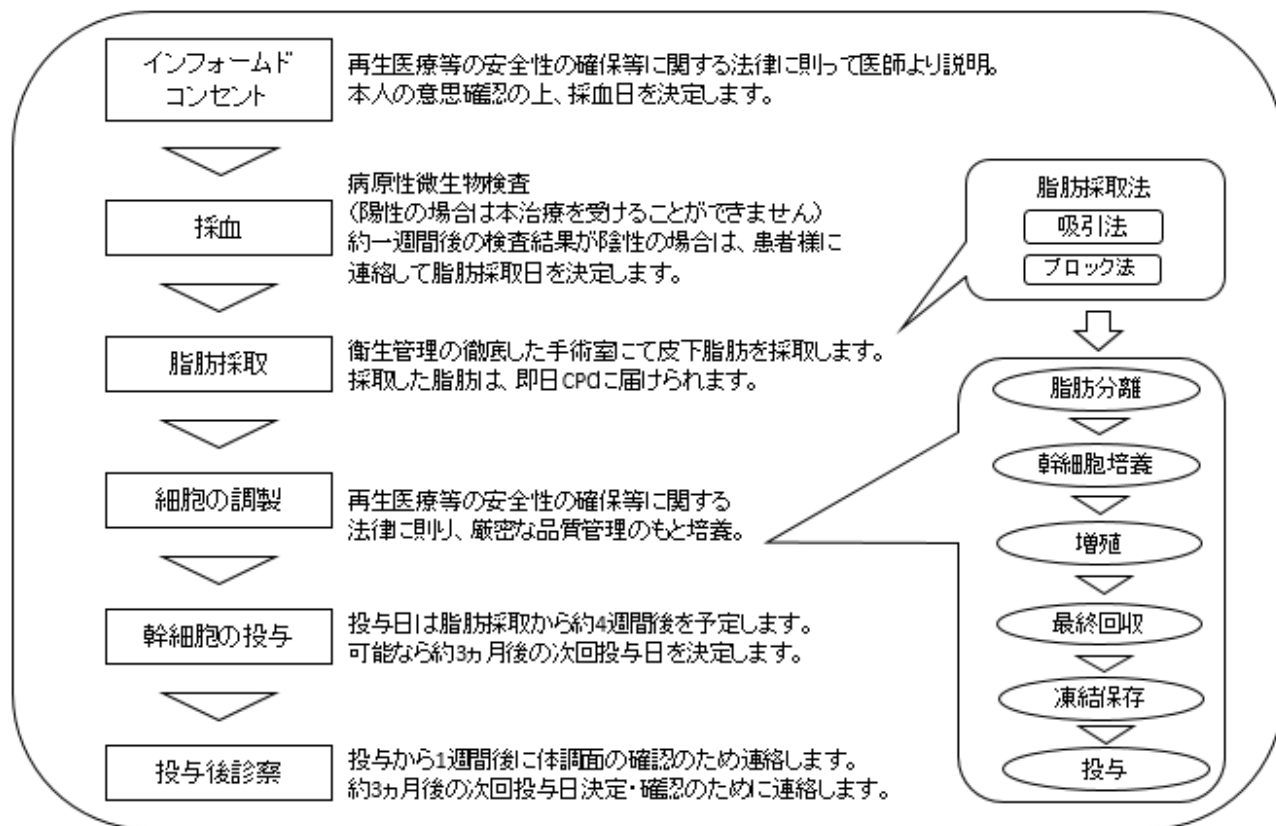 インフォームド
コンセント
再生医療等の安全性の確保等に関する法律に則って医師より説明。
本人の意思確認の上、採血日を決定します。
採血
病原性微生物検査
（陽性の場合は本治療を受けることができません）
約一週間後の検査結果が陰性の場合は、患者様に
連絡して脂肪採取日を決定します。
脂肪採取
衛生管理の徹底した手術室にて皮下脂肪を採取します。
採取した脂肪は、即日CPCに届けられます。
細胞の調製
再生医療等の安全性の確保等に関する
法律に則り、厳密な品質管理のもと培養。
幹細胞の投与
投与日は脂肪採取から約4週間後を予定します。
可能なら約3ヵ月後の次回投与日を決定します。
投与後診察
投与から1週間後に体調面の確認のため連絡します。
約3ヵ月後の次回投与日決定・確認のために連絡します。
脂肪採取法
吸引法
ブロック法
脂肪分離
幹細胞培養
増殖
最終回収
凍結保存
投与